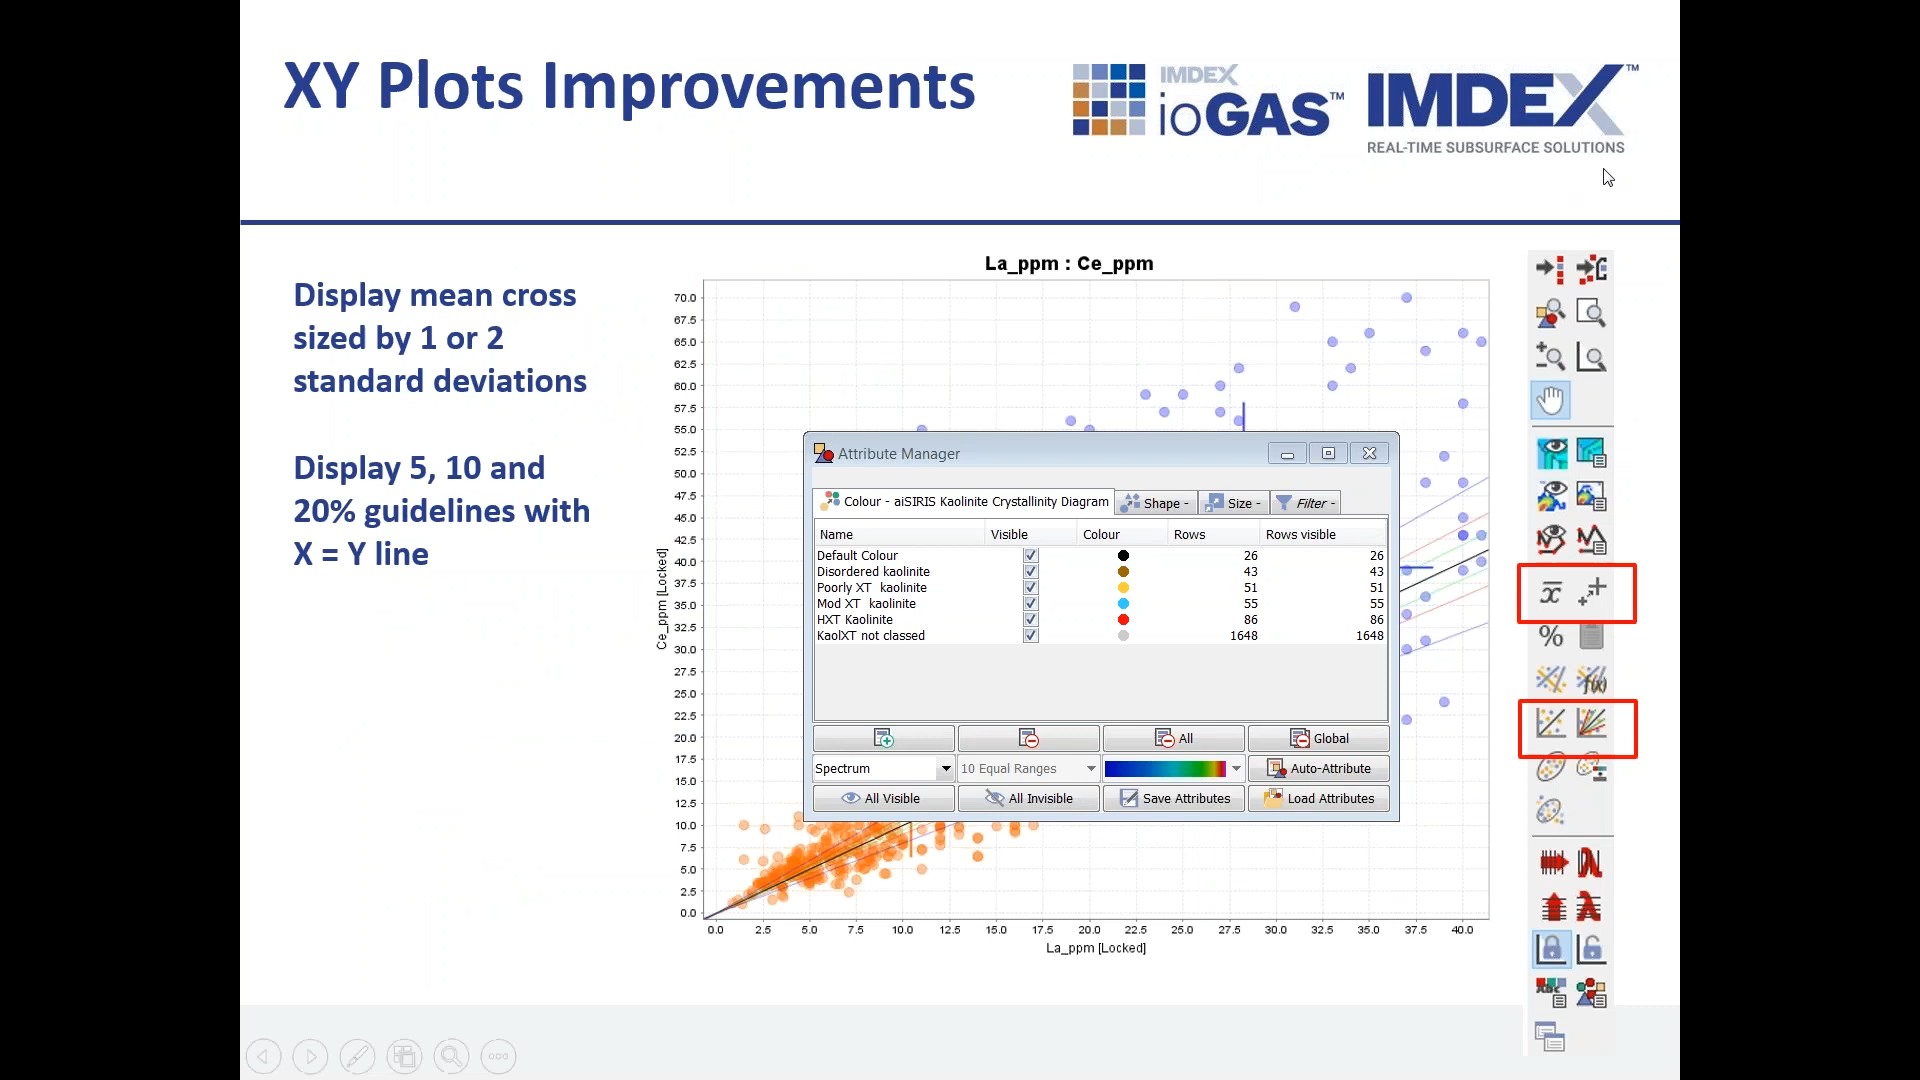 XY Plots Improvements
IMDEX
ioGAS™
IMDEX™
REAL-TIME SUBSURFACE SOLUTIONS
Display mean cross
sized by 1 or 2
standard deviations
Display 5, 10 and
20% guidelines with
X = Y line
La_ppm : Ce_ppm
70.0
67.5
65.0
62.5
60.0
57.5
55.0
52.5
50.0
47.5
45.0
42.5
40.0
37.5
35.0
32.5
30.0
27.5
25.0
22.5
20.0
17.5
15.0
12.5
10.0
7.5
5.0
2.5
0.0
Ce_ppm [Locked]
0.0 2.5 5.0 7.5 10.0 12.5 15.0 17.5 20.0 22.5 25.0 27.5 30.0 32.5 35.0 37.5 40.0
La_ppm [Locked]
Attribute Manager
Colour - aiSIRIS Kaolinite Crystallinity Diagram Shape - Size - Filter -
Name Visible Colour Rows Rows visible
Default Colour 26 26
Disordered kaolinite 43 43
Poorly XT kaolinite 51 51
Mod XT kaolinite 55 55
HXT Kaolinite 86 86
KaolXT not classed 1648 1648
All Global
Spectrum 10 Equal Ranges Auto-Attribute
All Visible All Invisible Save Attributes Load Attributes
x
%
f(x)
Abc